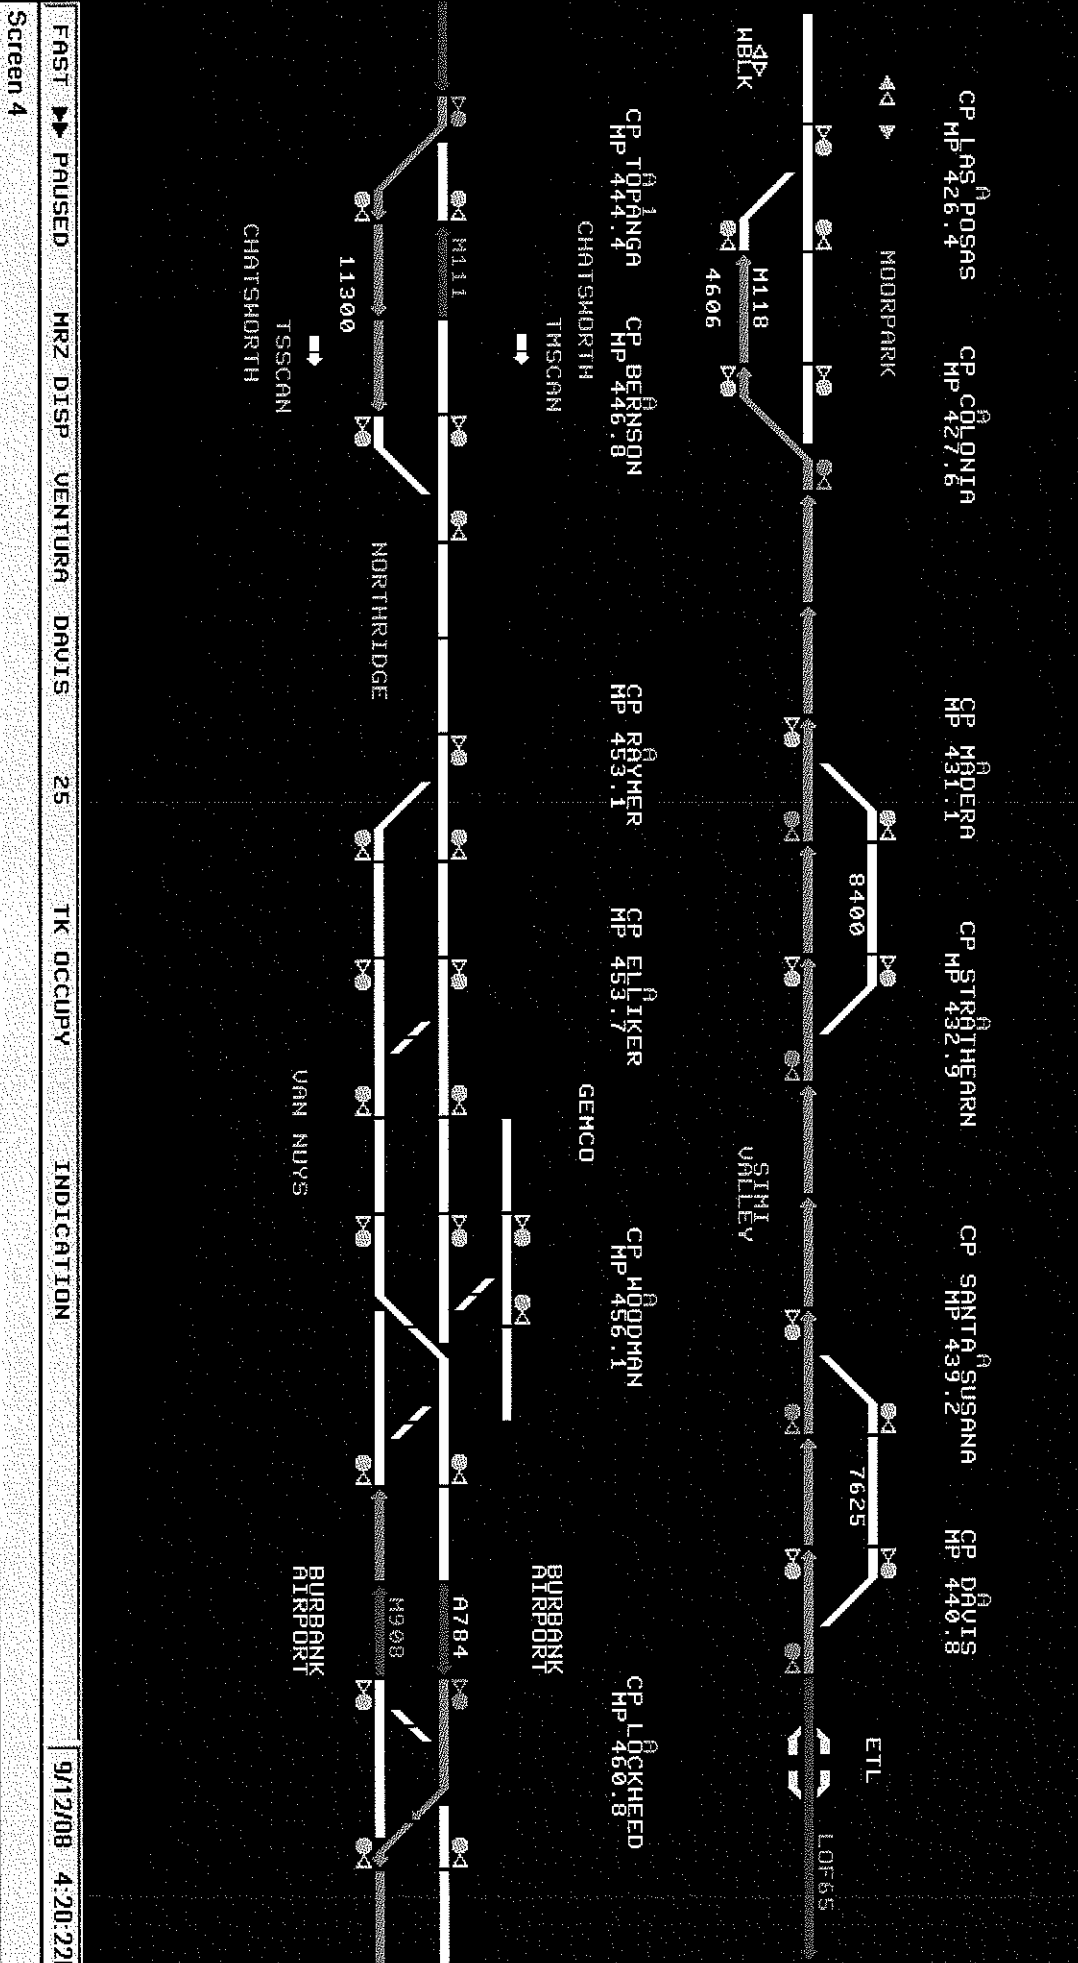 CP LAS POSAS
MP 426.4
CP COLONIA
MP 427.6
CP MADERA
MP 431.1
CP STRATHEARN
MP 432.9
CP SANTA SUSANA
MP 439.2
CP DAVIS
MP 440.8
MOORPARK
8400
7625
ETL
LOF65
WBLK
M118
4606
SIMI
VALLEY
CP TOPANGA
MP 444.4
CP BERNSON
MP 446.8
CP RAYMER
MP 453.1
CP ELLIKER
MP 453.7
CP WOODMAN
MP 456.1
CP LOCKHEED
MP 460.8
CHATSWORTH
TMSCAN
GEMCO
BURBANK
AIRPORT
M111
A784
11300
NORTHRIDGE
M908
TSSCAN
CHATSWORTH
VAN NUYS
BURBANK
AIRPORT
FAST PAUSED MRZ DISP VENTURA DAVIS 25 TK OCCUPY INDICATION 9/12/08 4:20:22
Screen 4